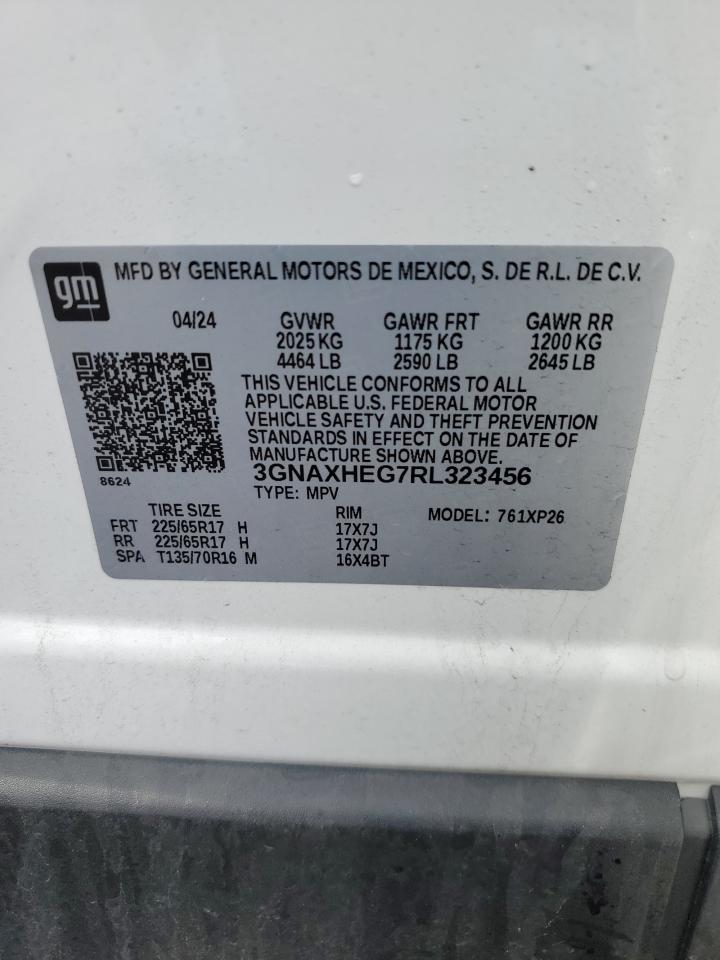 gm MFD BY GENERAL MOTORS DE MEXICO, S. DE R.L. DE C.V.
04/24 GVWR GAWR FRT GAWR RR
2025 KG 1175 KG 1200 KG
4464 LB 2590 LB 2645 LB
THIS VEHICLE CONFORMS TO ALL
APPLICABLE U.S. FEDERAL MOTOR
VEHICLE SAFETY AND THEFT PREVENTION
STANDARDS IN EFFECT ON THE DATE OF
MANUFACTURE SHOWN ABOVE.
8624 3GNAXHEG7RL323456
TYPE: MPV
TIRE SIZE RIM MODEL: 761XP26
FRT 225/65R17 H 17X7J
RR 225/65R17 H 17X7J
SPA T135/70R16 M 16X4BT